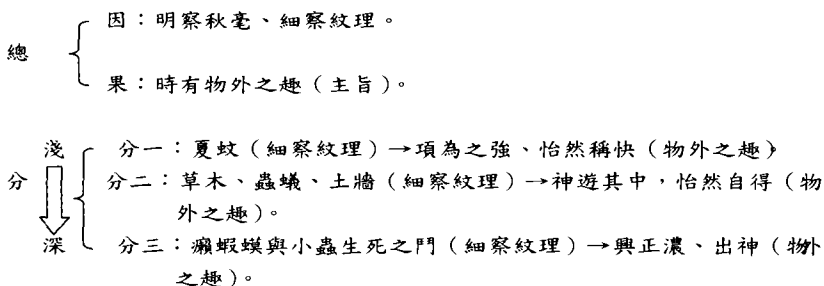 因：明察秋毫、細察紋理。
總
果：時有物外之趣（主旨）。
淺 分一：夏蚊（細察紋理）→項為之強、怡然稱快（物外之趣）
分 分二：草木、蟲蟻、土牆（細察紋理）→神遊其中，怡然自得（物
外之趣）。
深 分三：癩蝦蟆與小蟲生死之鬥（細察紋理）→興正濃、出神（物外
之趣）。